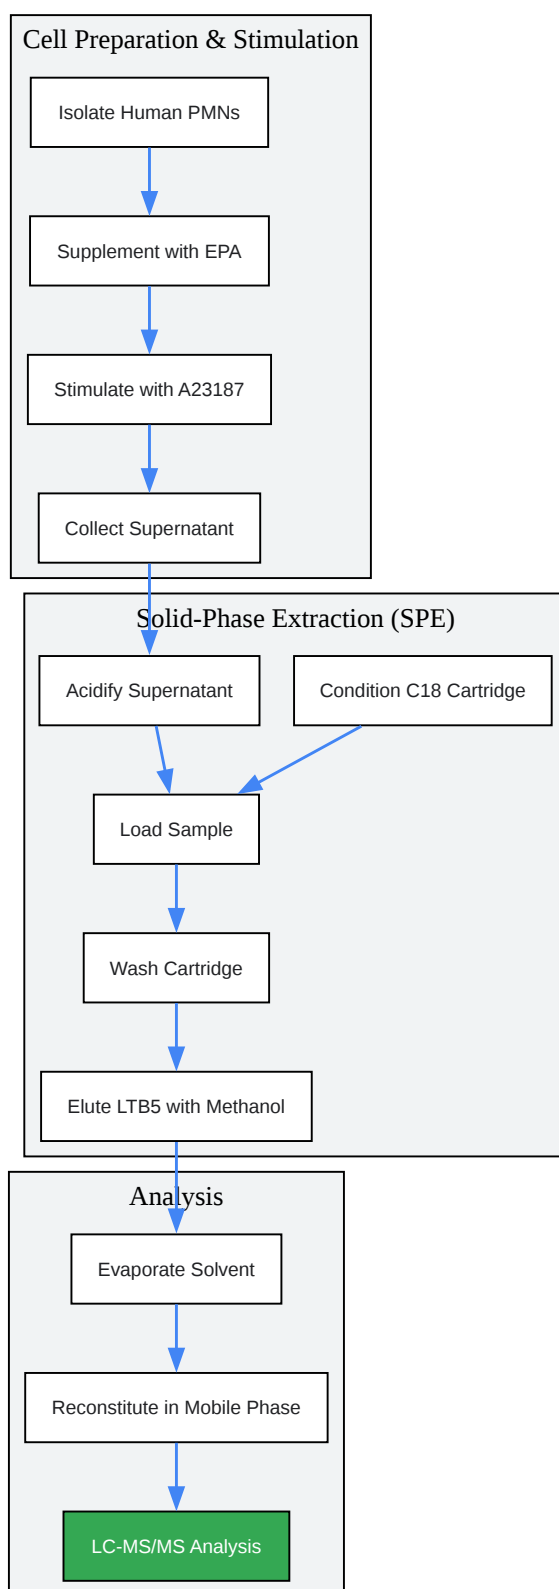 Cell Preparation & Stimulation
Isolate Human PMNs
Supplement with EPA
Stimulate with A23187
Collect Supernatant
Solid-Phase Extraction (SPE)
Acidify Supernatant
Condition C18 Cartridge
Load Sample
Wash Cartridge
Elute LTB5 with Methanol
Analysis
Evaporate Solvent
Reconstitute in Mobile Phase
LC-MS/MS Analysis